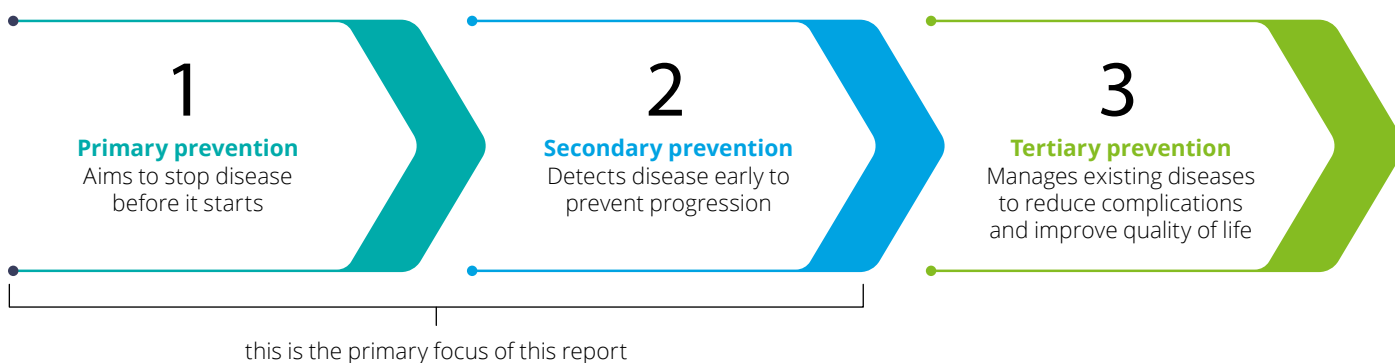 1
Primary prevention
Aims to stop disease
before it starts
2
Secondary prevention
Detects disease early to
prevent progression
3
Tertiary prevention
Manages existing diseases
to reduce complications
and improve quality of life
this is the primary focus of this report